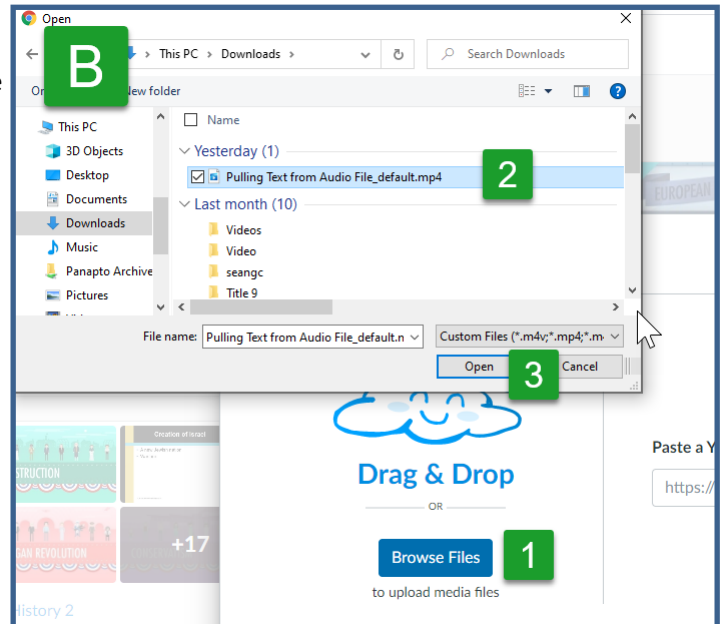 Open
B
This PC > Downloads >
Search Downloads
New folder
This PC
3D Objects
Desktop
Documents
Downloads
Music
Panapto Archive
Pictures
Name
Yesterday (1)
Pulling Text from Audio File_default.mp4
2
Last month (10)
Videos
Video
seangc
Title 9
File name: Pulling Text from Audio File_default.n
Custom Files (*.m4v;*.mp4;*.m
Open
3
Cancel
EUROPEAN
Creation of Israel
STRUCTION
GAN REVOLUTION
+17
History 2
Drag & Drop
OR
Browse Files
1
to upload media files
Paste a Y
https://